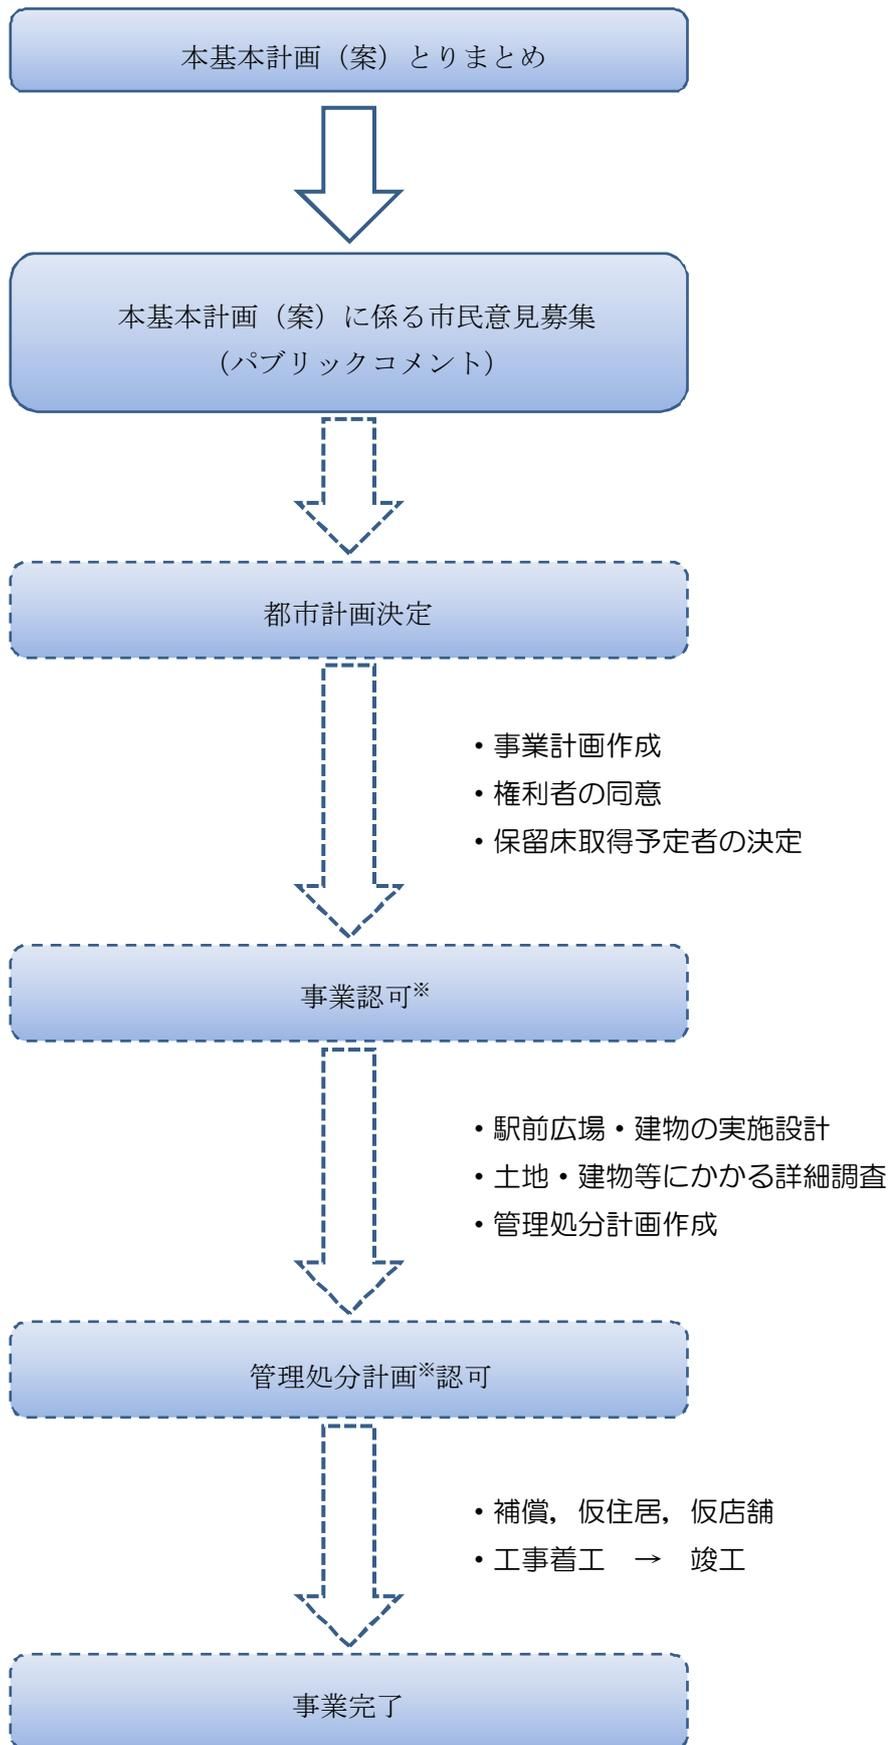 本基本計画（案）とりまとめ
本基本計画（案）に係る市民意見募集
（パブリックコメント）
都市計画決定
・事業計画作成
・権利者の同意
・保留床取得予定者の決定
事業認可※
・駅前広場・建物の実施設計
・土地・建物等にかかる詳細調査
・管理処分計画作成
管理処分計画※認可
・補償，仮住居，仮店舗
・工事着工　→　竣工
事業完了